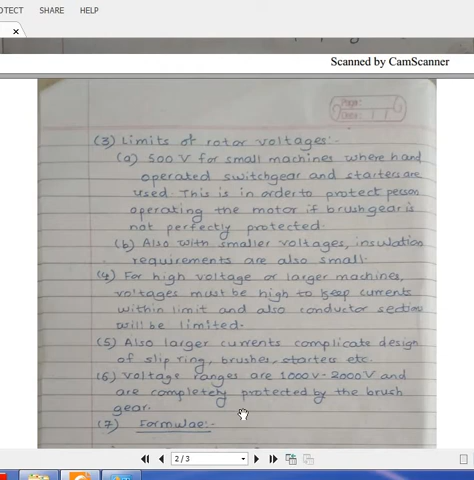 OTECT SHARE HELP
Scanned by CamScanner
Page:
Date:
(3) Limits of rotor voltages:-
(a) 500 V for small machines where hand
operated switchgear and starters are
used. This is in order to protect person
operating the motor if brushgear is
not perfectly protected.
(b) Also with smaller voltages, insulation
requirements are also small.
(4) For high voltage or larger machines,
voltages must be high to keep currents
within limit and also conductor section
will be limited.
(5) Also larger currents complicate design
of slip ring, brushes, starters etc.
(6) Voltage ranges are 1000V-2000V and
are completely protected by the brush
gear.
(7) Formulae:-
2/3